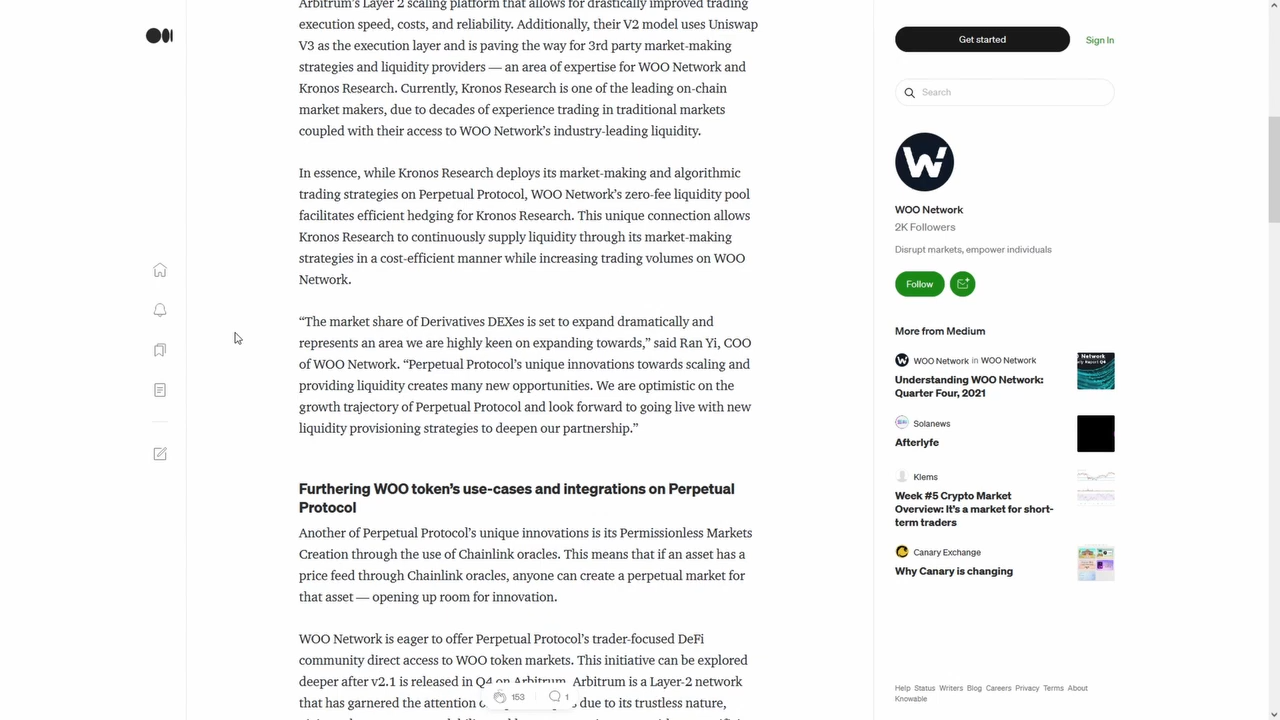 Arbitrum's Layer 2 scaling platform that allows for drastically improved trading
execution speed, costs, and reliability. Additionally, their V2 model uses Uniswap
V3 as the execution layer and is paving the way for 3rd party market-making
strategies and liquidity providers — an area of expertise for WOO Network and
Kronos Research. Currently, Kronos Research is one of the leading on-chain
market makers, due to decades of experience trading in traditional markets
coupled with their access to WOO Network's industry-leading liquidity.
In essence, while Kronos Research deploys its market-making and algorithmic
trading strategies on Perpetual Protocol, WOO Network's zero-fee liquidity pool
facilitates efficient hedging for Kronos Research. This unique connection allows
Kronos Research to continuously supply liquidity through its market-making
strategies in a cost-efficient manner while increasing trading volumes on WOO
Network.
“The market share of Derivatives DEXes is set to expand dramatically and
represents an area we are highly keen on expanding towards,” said Ran Yi, COO
of WOO Network. “Perpetual Protocol's unique innovations towards scaling and
providing liquidity creates many new opportunities. We are optimistic on the
growth trajectory of Perpetual Protocol and look forward to going live with new
liquidity provisioning strategies to deepen our partnership.”
Furthering WOO token's use-cases and integrations on Perpetual
Protocol
Another of Perpetual Protocol's unique innovations is its Permissionless Markets
Creation through the use of Chainlink oracles. This means that if an asset has a
price feed through Chainlink oracles, anyone can create a perpetual market for
that asset — opening up room for innovation.
WOO Network is eager to offer Perpetual Protocol's trader-focused DeFi
community direct access to WOO token markets. This initiative can be explored
deeper after v2.1 is released in Q4 on Arbitrum. Arbitrum is a Layer-2 network
that has garnered the attention of due to its trustless nature,
153
1
Get started
Sign In
Search
WOO Network
2K Followers
Disrupt markets, empower individuals
Follow
More from Medium
WOO Network in WOO Network
Understanding WOO Network:
Quarter Four, 2021
Solanews
Afterlyfe
Klems
Week #5 Crypto Market
Overview: It's a market for short-
term traders
Canary Exchange
Why Canary is changing
Help Status Writers Blog Careers Privacy Terms About
Knowable